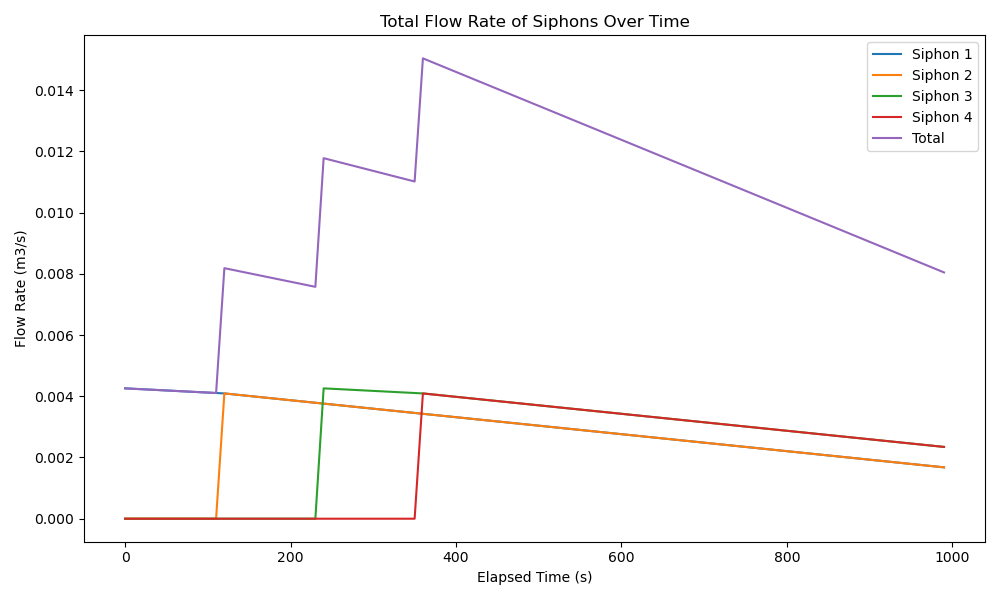 Total Flow Rate of Siphons Over Time
Siphon 1
Siphon 2
Siphon 3
Siphon 4
Total
Flow Rate (m3/s)
0.014
0.012
0.010
0.008
0.006
0.004
0.002
0.000
0 200 400 600 800 1000
Elapsed Time (s)